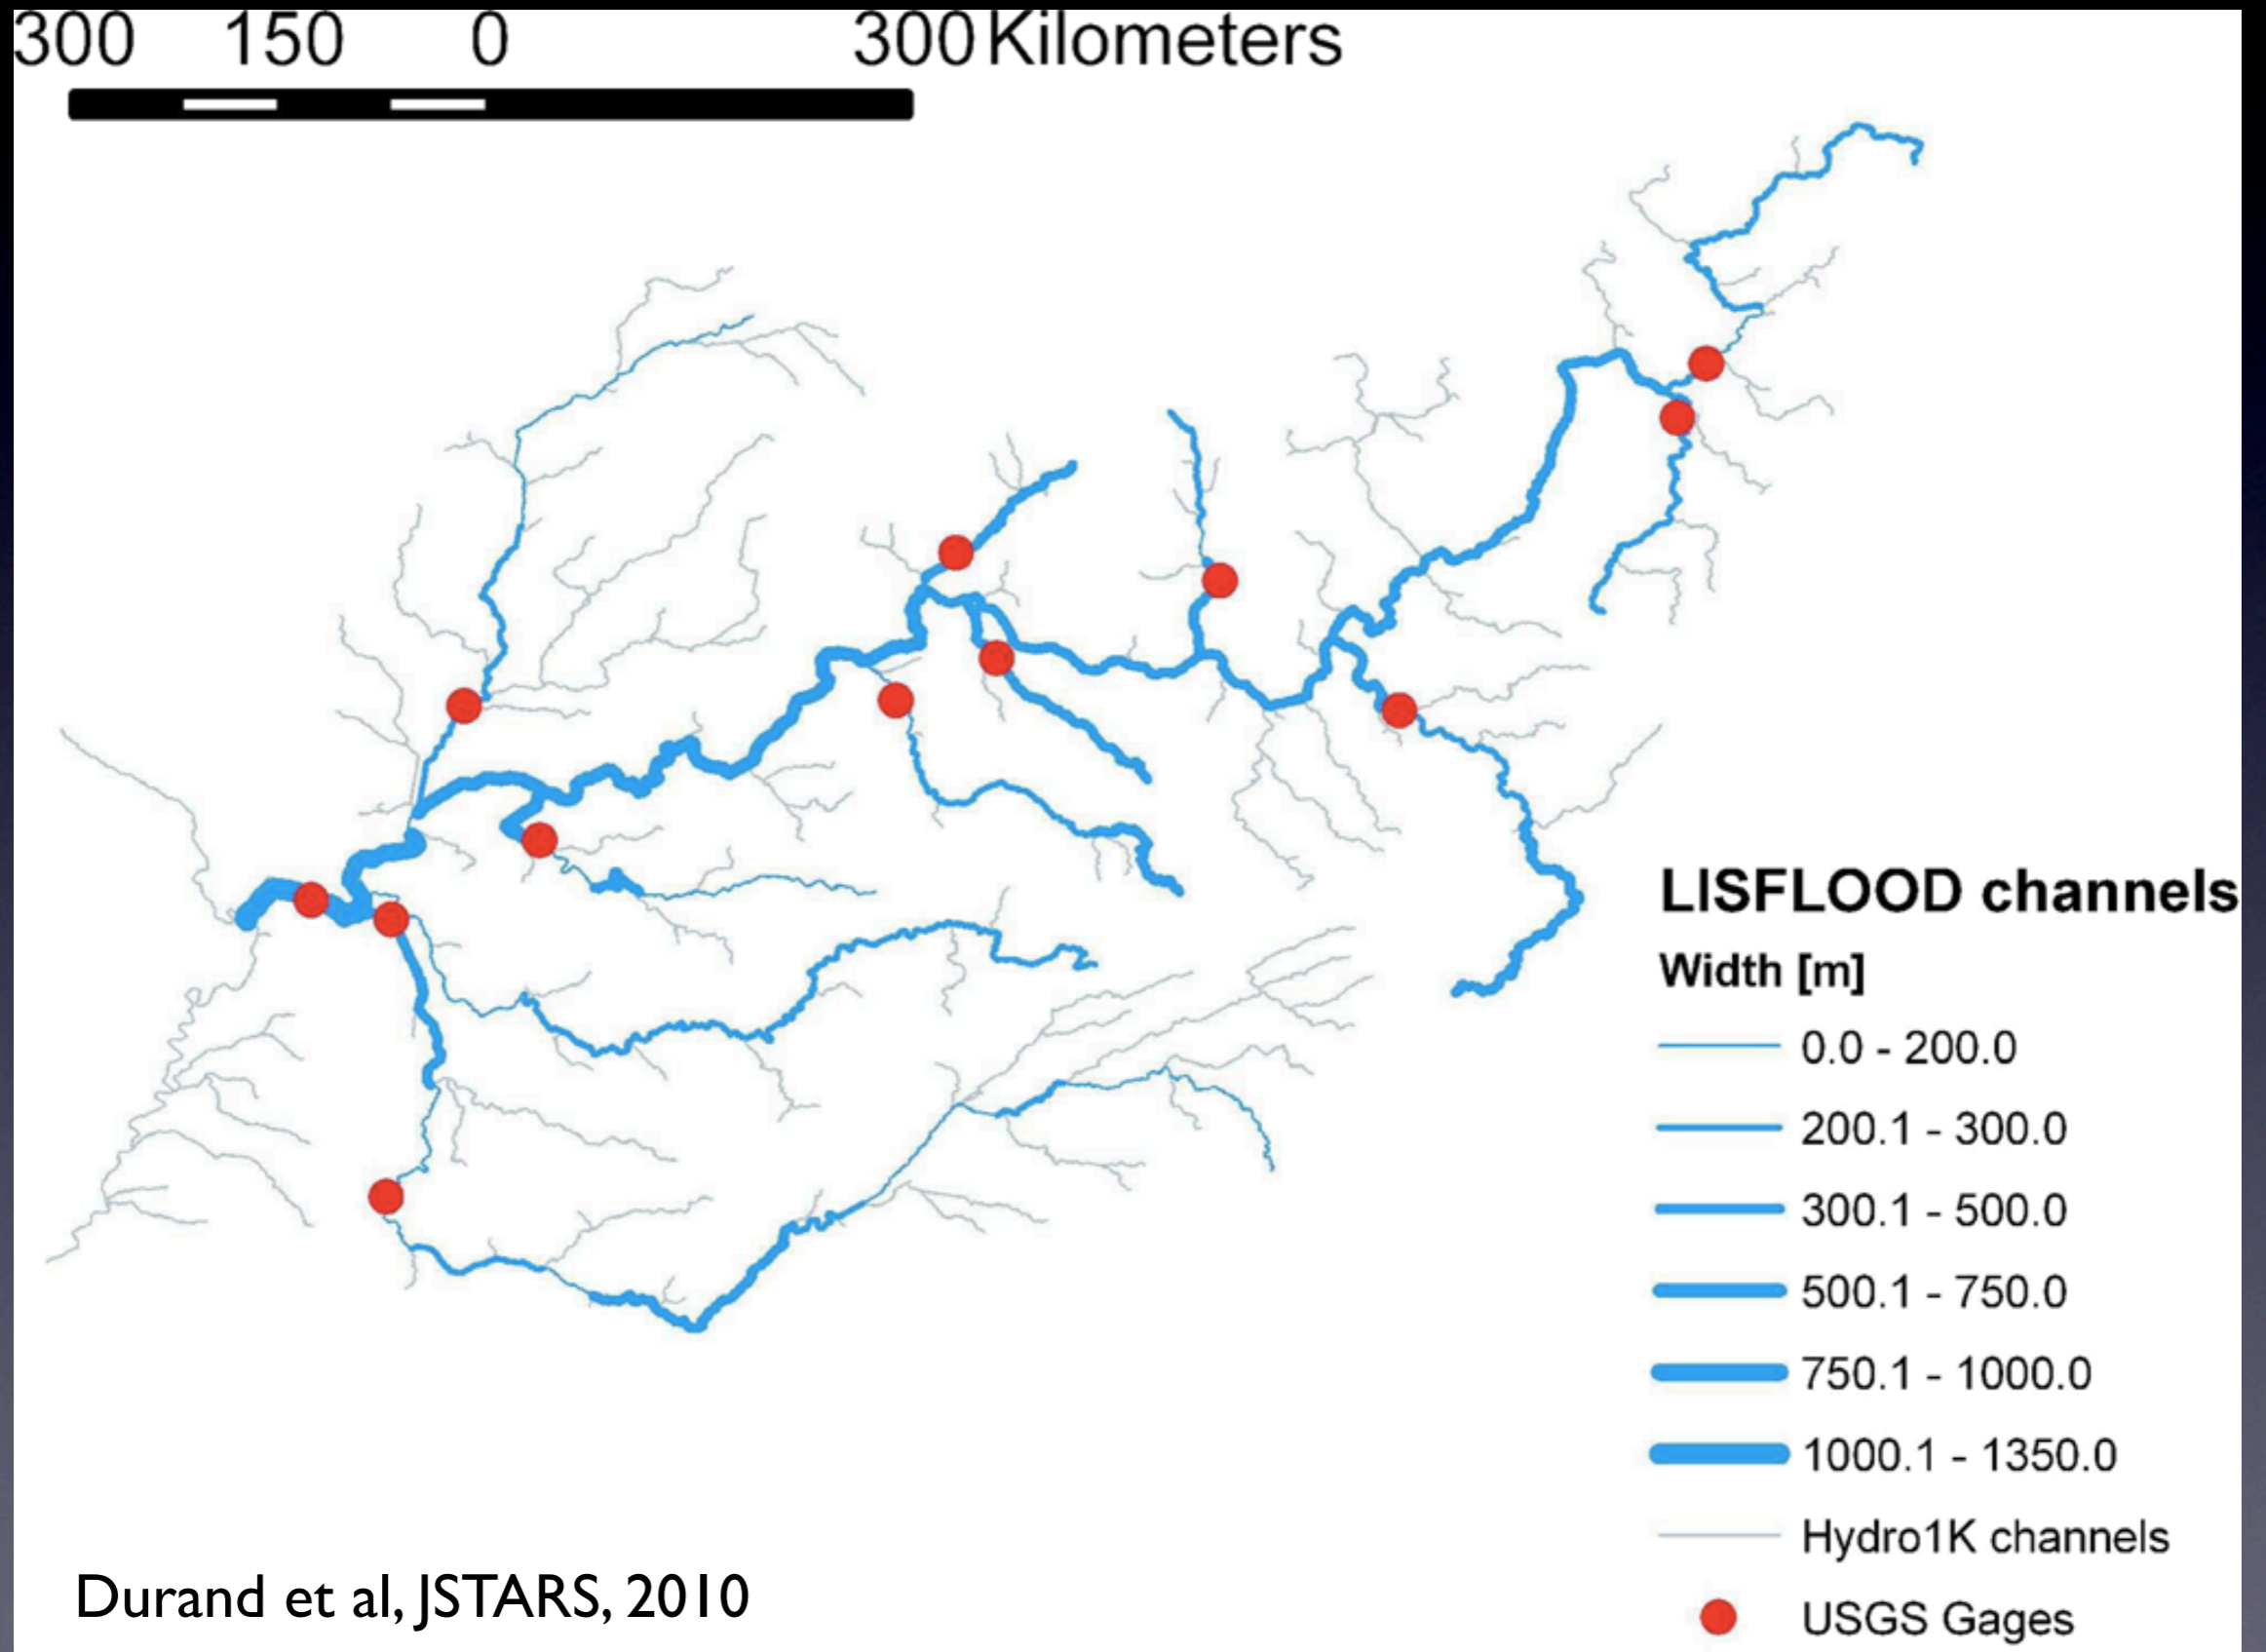 300 150 0 300 Kilometers
LISFLOOD channels
Width [m]
0.0 - 200.0
200.1 - 300.0
300.1 - 500.0
500.1 - 750.0
750.1 - 1000.0
1000.1 - 1350.0
Hydro1K channels
USGS Gages
Durand et al, JSTARS, 2010